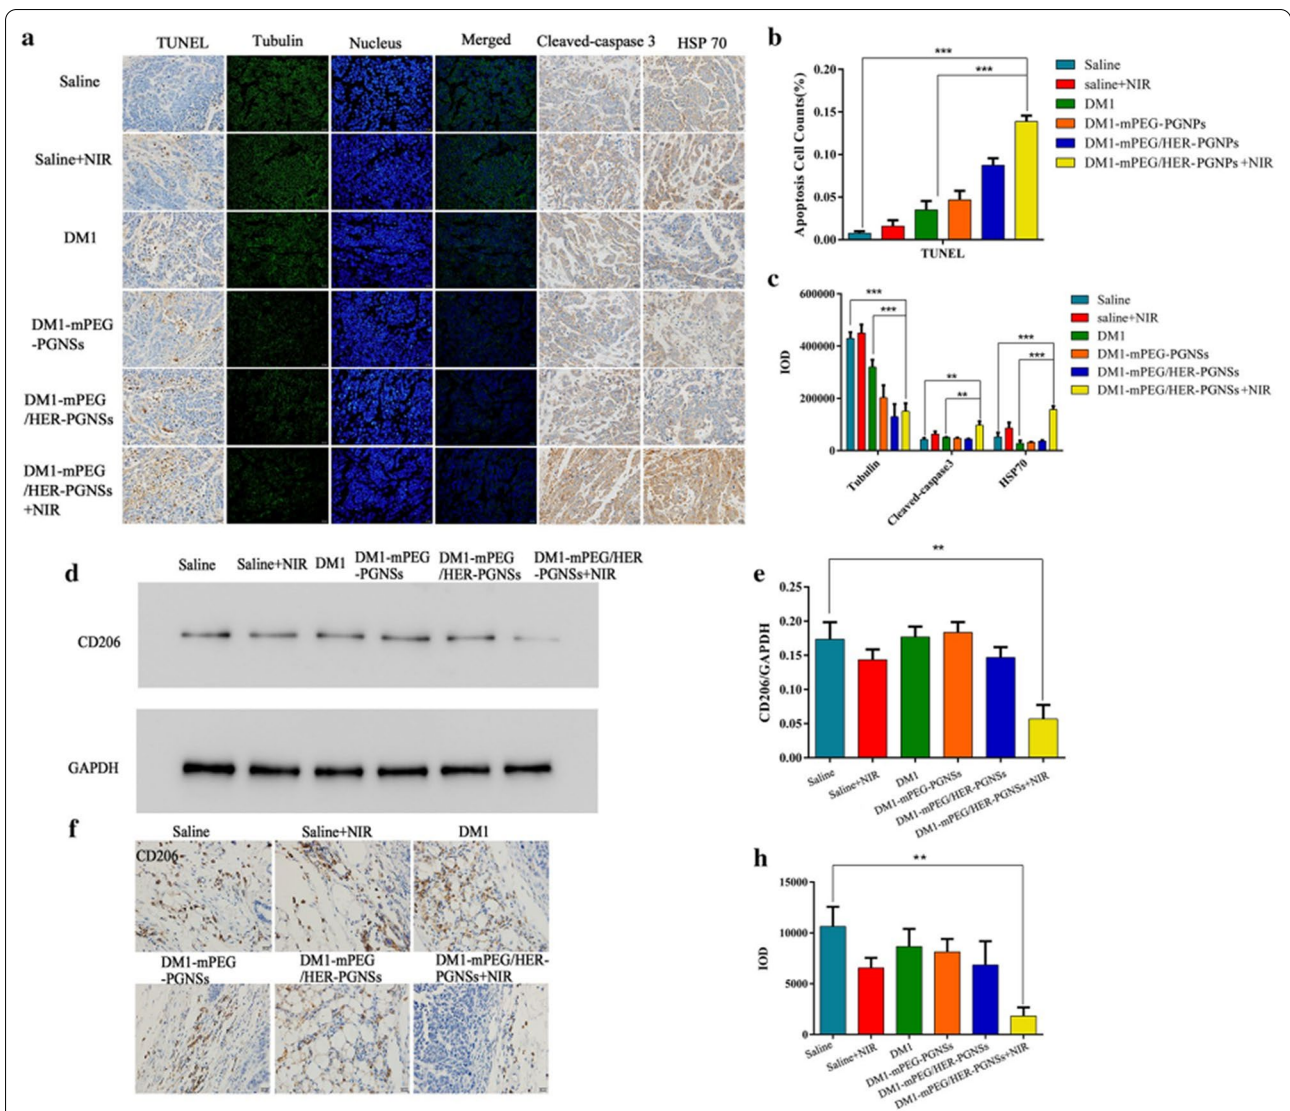 a
TUNEL Tubulin Nucleus Merged Cleaved-caspase 3 HSP 70
Saline
Saline+NIR
DM1
DM1-mPEG
-PGNSs
DM1-mPEG
/HER-PGNSs
DM1-mPEG
/HER-PGNSs
+NIR
b
***
***
Apoptosis Cell Counts(%)
0.20
0.15
0.10
0.05
0.00
TUNEL
Saline
saline+NIR
DM1
DM1-mPEG-PGNPs
DM1-mPEG/HER-PGNPs
DM1-mPEG/HER-PGNPs+NIR
c
IOD
600000
400000
200000
0
***
***
**
**
***
***
Tubulin
Cleaved-caspase3
HSP70
Saline
saline+NIR
DM1
DM1-mPEG-PGNSs
DM1-mPEG/HER-PGNSs
DM1-mPEG/HER-PGNSs+NIR
d
Saline Saline+NIR DM1 DM1-mPEG
-PGNSs
DM1-mPEG
/HER-PGNSs
DM1-mPEG/HER
-PGNSs+NIR
CD206
GAPDH
e
**
CD206/GAPDH
0.25
0.20
0.15
0.10
0.05
0.00
Saline
Saline+NIR
DM1
DM1-mPEG-PGNSs
DM1-mPEG/HER-PGNSs
DM1-mPEG/HER-PGNSs+NIR
f
Saline Saline+NIR DM1
CD206
DM1-mPEG
-PGNSs
DM1-mPEG
/HER-PGNSs
DM1-mPEG/HER-
PGNSs+NIR
h
**
IOD
15000
10000
5000
0
Saline
Saline+NIR
DM1
DM1-mPEG-PGNSs
DM1-mPEG/HER-PGNSs
DM1-mPEG/HER-PGNSs+NIR